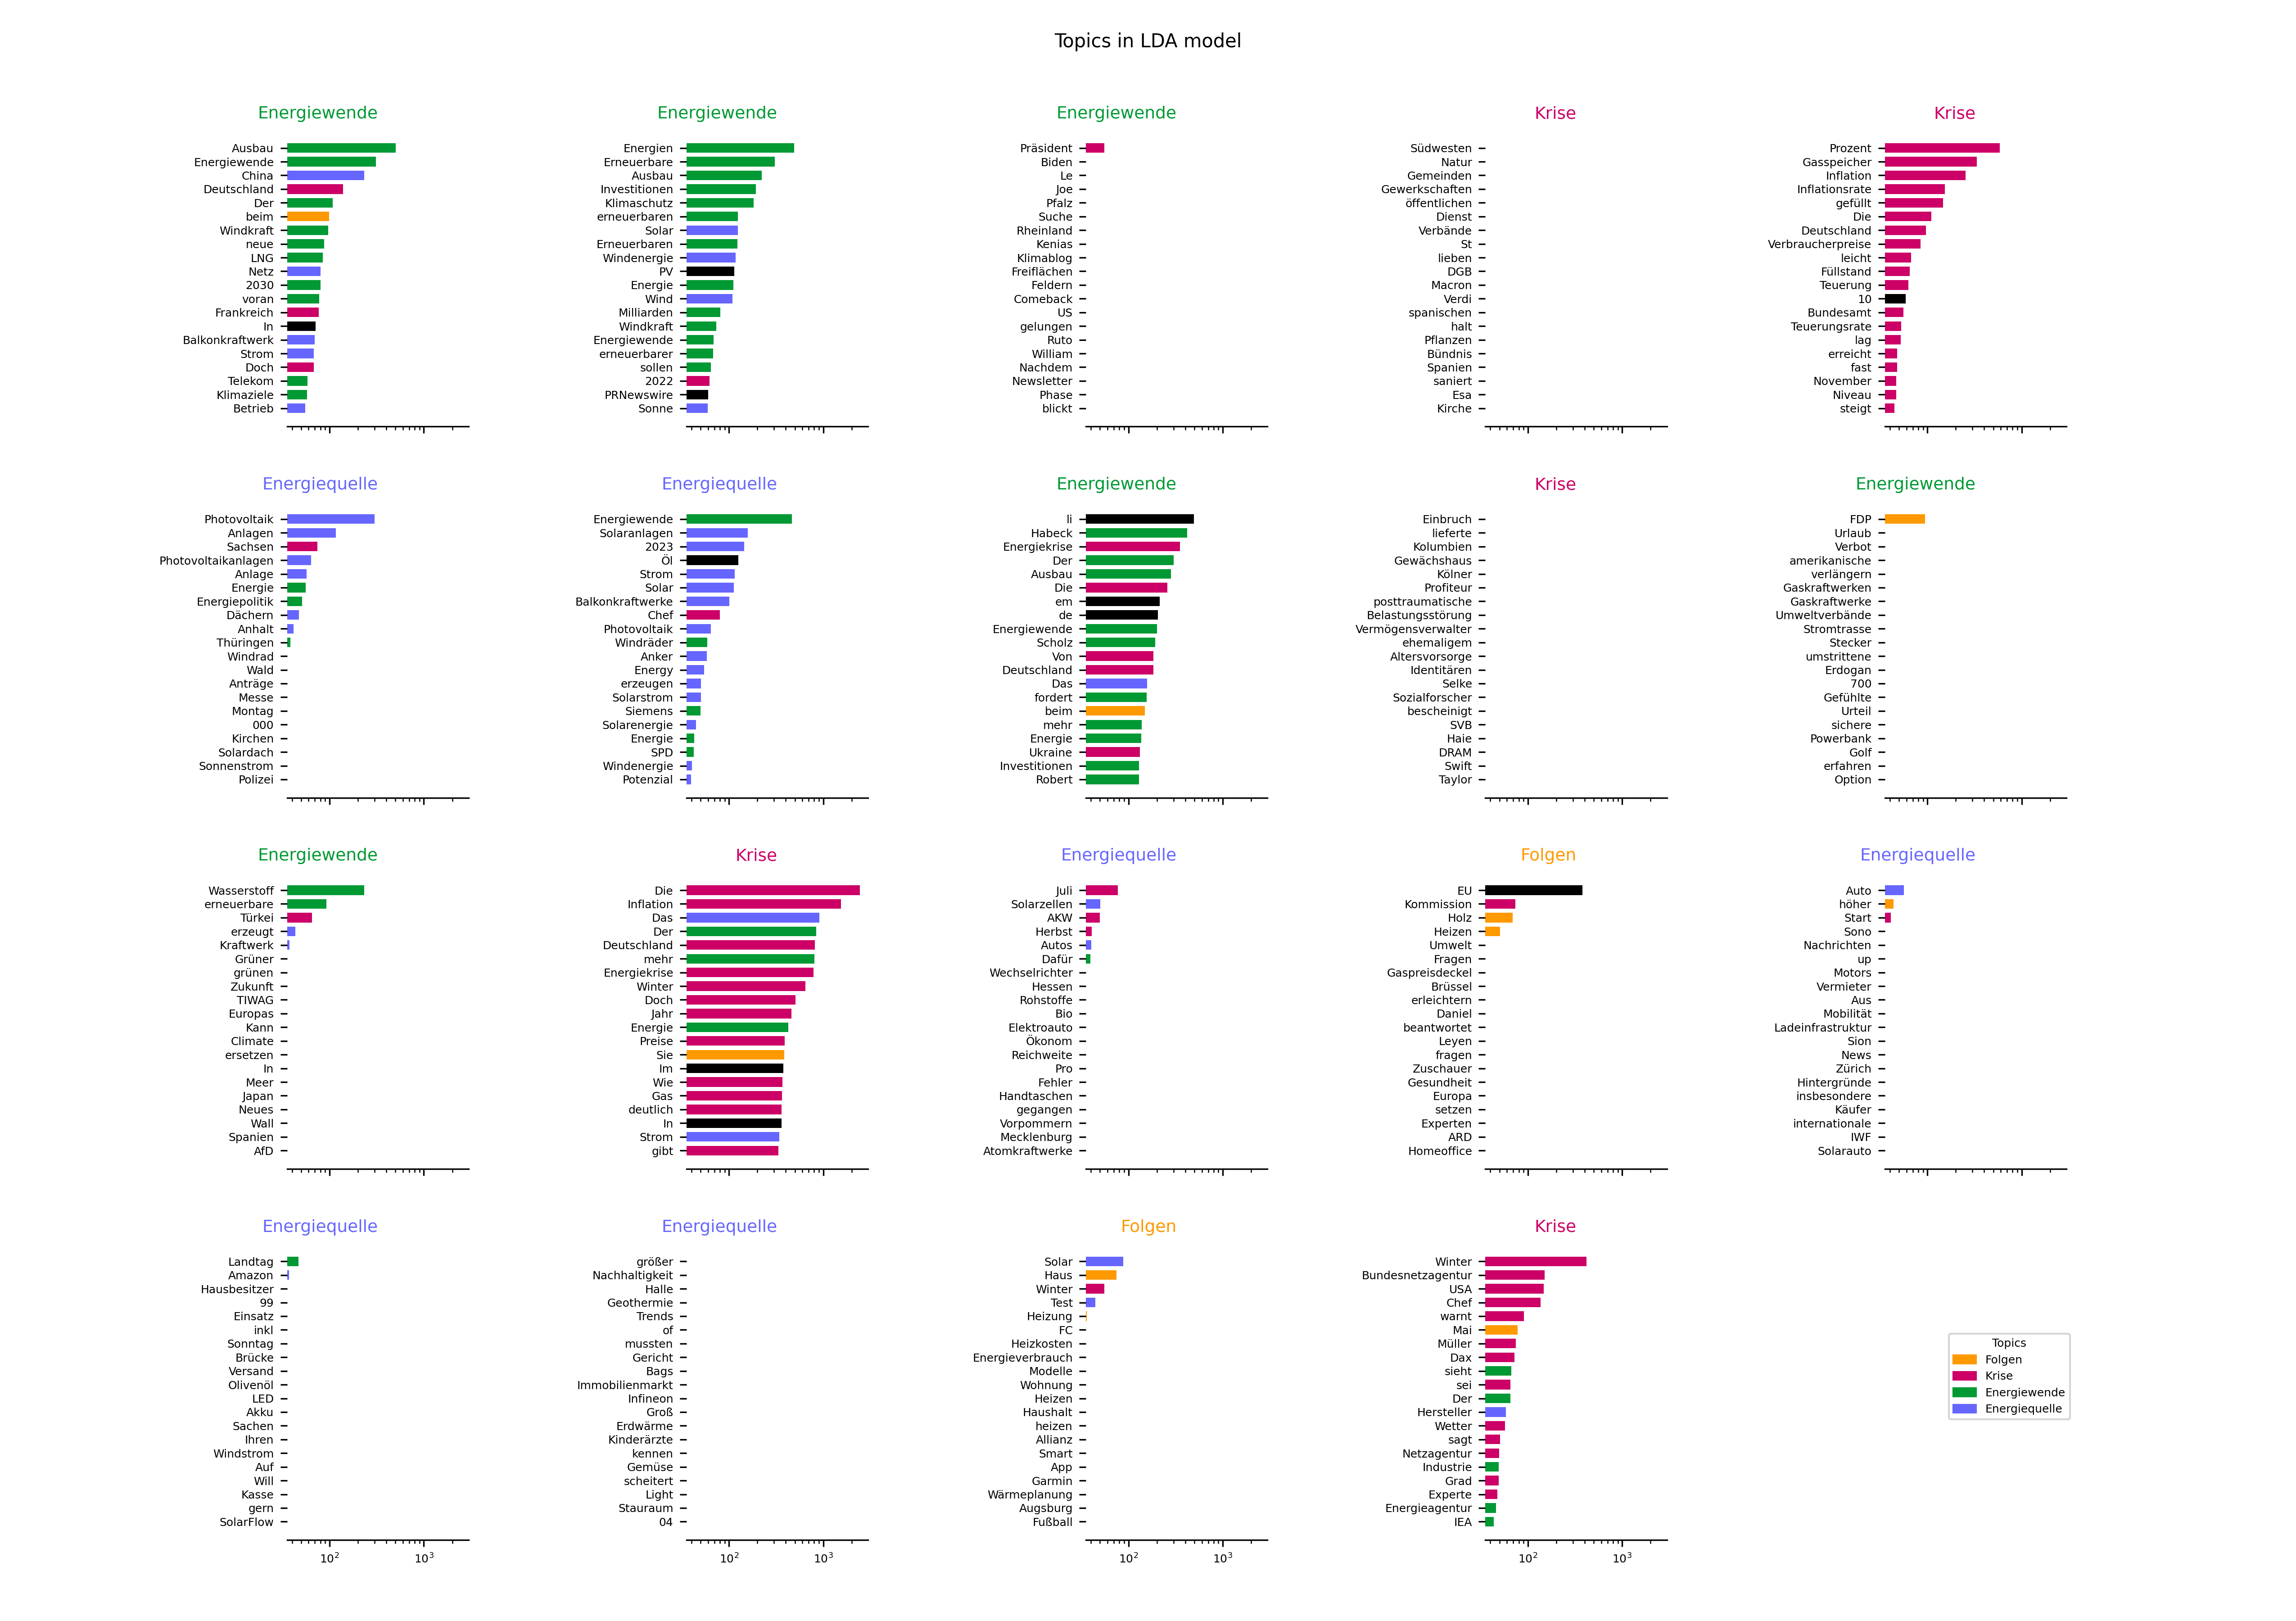 Topics in LDA model
Energiewende
Ausbau
Energiewende
China
Deutschland
Der
beim
Windkraft
neue
LNG
Netz
2030
voran
Frankreich
In
Balkonkraftwerk
Strom
Doch
Telekom
Klimaziele
Betrieb
Energiewende
Energien
Erneuerbare
Ausbau
Investitionen
Klimaschutz
erneuerbaren
Solar
Erneuerbaren
Windenergie
PV
Energie
Wind
Milliarden
Windkraft
Energiewende
erneuerbarer
sollen
2022
PRNewswire
Sonne
Energiewende
Präsident
Biden
Le
Joe
Pfalz
Suche
Rheinland
Kenias
Klimablog
Freiflächen
Feldern
Comeback
US
gelungen
Ruto
William
Nachdem
Newsletter
Phase
blickt
Krise
Südwesten
Natur
Gemeinden
Gewerkschaften
öffentlichen
Dienst
Verbände
St
lieben
DGB
Macron
Verdi
spanischen
halt
Pflanzen
Bündnis
Spanien
saniert
Esa
Kirche
Krise
Prozent
Gasspeicher
Inflation
Inflationsrate
gefüllt
Die
Deutschland
Verbraucherpreise
leicht
Füllstand
Teuerung
10
Bundesamt
Teuerungsrate
lag
erreicht
fast
November
Niveau
steigt
Energiequelle
Photovoltaik
Anlagen
Sachsen
Photovoltaikanlagen
Anlage
Energie
Energiepolitik
Dächern
Anhalt
Thüringen
Windrad
Wald
Anträge
Messe
Montag
000
Kirchen
Solardach
Sonnenstrom
Polizei
Energiequelle
Energiewende
Solaranlagen
2023
Öl
Strom
Solar
Balkonkraftwerke
Chef
Photovoltaik
Windräder
Anker
Energy
erzeugen
Solarstrom
Siemens
Solarenergie
Energie
SPD
Windenergie
Potenzial
Energiewende
li
Habeck
Energiekrise
Der
Ausbau
Die
em
de
Energiewende
Scholz
Von
Deutschland
Das
fordert
beim
mehr
Energie
Ukraine
Investitionen
Robert
Krise
Einbruch
lieferte
Kolumbien
Gewächshaus
Kölner
Profiteur
posttraumatische
Belastungsstörung
Vermögensverwalter
ehemaligem
Altersvorsorge
Identitären
Selke
Sozialforscher
bescheinigt
SVB
Haie
DRAM
Swift
Taylor
Energiewende
FDP
Urlaub
Verbot
amerikanische
verlängern
Gaskraftwerken
Gaskraftwerke
Umweltverbände
Stromtrasse
Stecker
umstrittene
Erdogan
700
Gefühlte
Urteil
sichere
Powerbank
Golf
erfahren
Option
Energiewende
Wasserstoff
erneuerbare
Türkei
erzeugt
Kraftwerk
Grüner
grünen
Zukunft
TIWAG
Europas
Kann
Climate
ersetzen
In
Meer
Japan
Neues
Wall
Spanien
AfD
Krise
Die
Inflation
Das
Der
Deutschland
mehr
Energiekrise
Winter
Doch
Jahr
Energie
Preise
Sie
Im
Wie
Gas
deutlich
In
Strom
gibt
Energiequelle
Juli
Solarzellen
AKW
Herbst
Autos
Dafür
Wechselrichter
Hessen
Rohstoffe
Bio
Elektroauto
Ökonom
Reichweite
Pro
Fehler
Handtaschen
gegangen
Vorpommern
Mecklenburg
Atomkraftwerke
Folgen
EU
Kommission
Holz
Heizen
Umwelt
Fragen
Gaspreisdeckel
Brüssel
erleichtern
Daniel
beantwortet
Leyen
fragen
Zuschauer
Gesundheit
Europa
setzen
Experten
ARD
Homeoffice
Energiequelle
Auto
höher
Start
Sono
Nachrichten
up
Motors
Vermieter
Aus
Mobilität
Ladeinfrastruktur
Sion
News
Zürich
Hintergründe
insbesondere
Käufer
internationale
IWF
Solarauto
Energiequelle
Landtag
Amazon
Hausbesitzer
99
Einsatz
inkl
Sonntag
Brücke
Versand
Olivenöl
LED
Akku
Sachen
Ihren
Windstrom
Auf
Will
Kasse
gern
SolarFlow
10² 10³
Energiequelle
größer
Nachhaltigkeit
Halle
Geothermie
Trends
of
mussten
Gericht
Bags
Immobilienmarkt
Infineon
Groß
Erdwärme
Kinderärzte
kennen
Gemüse
scheitert
Light
Stauraum
04
10² 10³
Folgen
Solar
Haus
Winter
Test
Heizung
FC
Heizkosten
Energieverbrauch
Modelle
Wohnung
Heizen
Haushalt
heizen
Allianz
Smart
App
Garmin
Wärmeplanung
Augsburg
Fußball
10² 10³
Krise
Winter
Bundesnetzagentur
USA
Chef
warnt
Mai
Müller
Dax
sieht
sei
Der
Hersteller
Wetter
sagt
Netzagentur
Industrie
Grad
Experte
Energieagentur
IEA
10² 10³
Topics
Folgen
Krise
Energiewende
Energiequelle